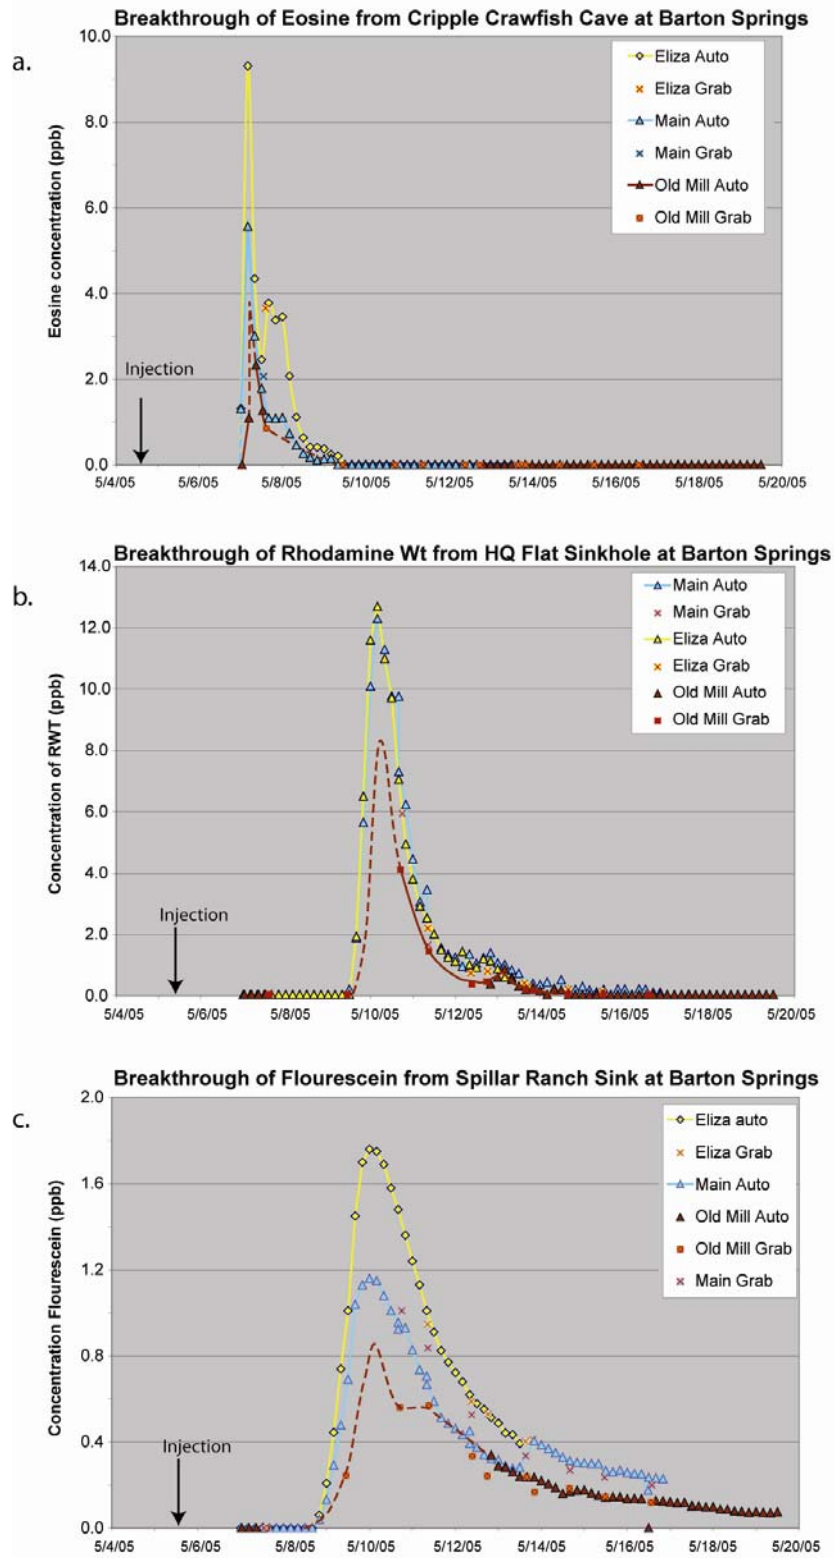 Breakthrough of Eosine from Cripple Crawfish Cave at Barton Springs
a.
10.0
8.0
6.0
4.0
2.0
0.0
Eosine concentration (ppb)
Eliza Auto
Eliza Grab
Main Auto
Main Grab
Old Mill Auto
Old Mill Grab
Injection
5/4/05 5/6/05 5/8/05 5/10/05 5/12/05 5/14/05 5/16/05 5/18/05 5/20/05
Breakthrough of Rhodamine Wt from HQ Flat Sinkhole at Barton Springs
b.
14.0
12.0
10.0
8.0
6.0
4.0
2.0
0.0
Concentration of RWT (ppb)
Main Auto
Main Grab
Eliza Auto
Eliza Grab
Old Mill Auto
Old Mill Grab
Injection
5/4/05 5/6/05 5/8/05 5/10/05 5/12/05 5/14/05 5/16/05 5/18/05 5/20/05
Breakthrough of Flourescein from Spillar Ranch Sink at Barton Springs
c.
2.0
1.6
1.2
0.8
0.4
0.0
Concentration Flourescein (ppb)
Eliza auto
Eliza Grab
Main Auto
Old Mill Auto
Old Mill Grab
Main Grab
Injection
5/4/05 5/6/05 5/8/05 5/10/05 5/12/05 5/14/05 5/16/05 5/18/05 5/20/05